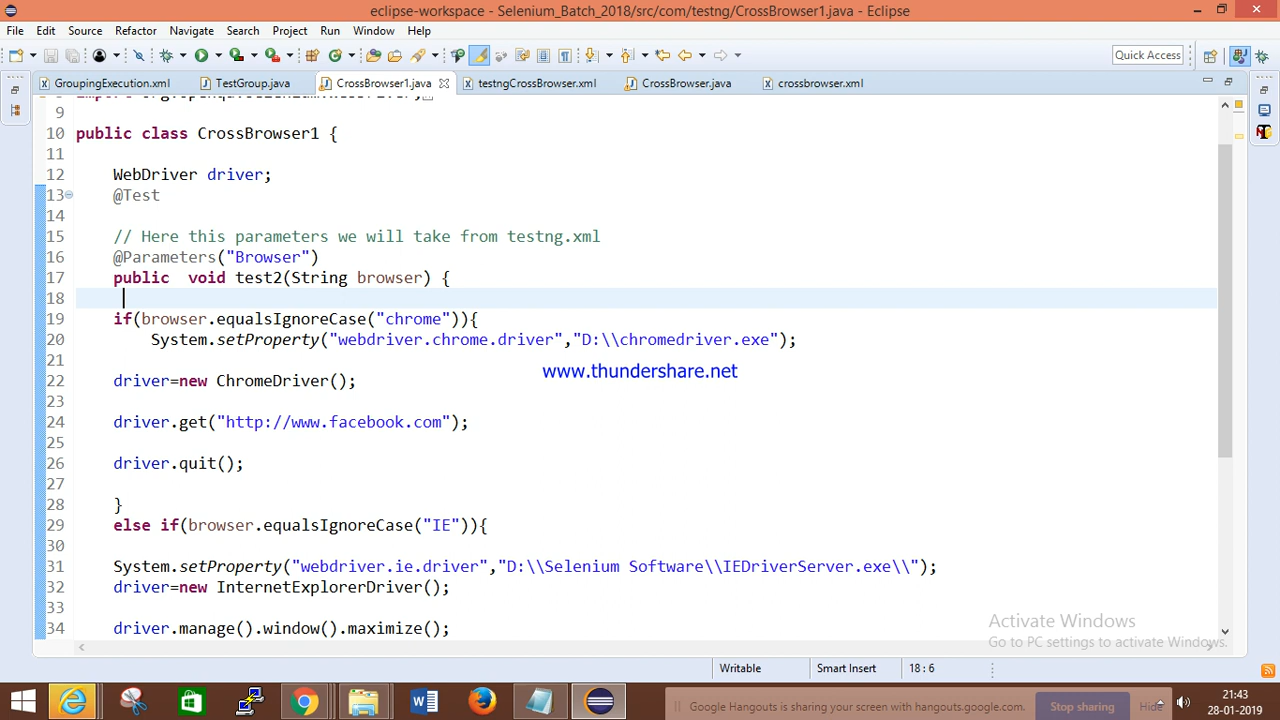 eclipse-workspace - Selenium_Batch_2018/src/com/testng/CrossBrowser1.java - Eclipse
File Edit Source Refactor Navigate Search Project Run Window Help
Quick Access
GroupingExecution.xml TestGroup.java CrossBrowser1.java testngCrossBrowser.xml CrossBrowser.java crossbrowser.xml
9
10 public class CrossBrowser1 {
11
12 WebDriver driver;
13 @Test
14
15 // Here this parameters we will take from testng.xml
16 @Parameters("Browser")
17 public  void test2(String browser) {
18
19 if(browser.equalsIgnoreCase("chrome")){
20 System.setProperty("webdriver.chrome.driver","D:\\chromedriver.exe");
21
www.thundershare.net
22 driver=new ChromeDriver();
23
24 driver.get("http://www.facebook.com");
25
26 driver.quit();
27
28 }
29 else if(browser.equalsIgnoreCase("IE")){
30
31 System.setProperty("webdriver.ie.driver","D:\\Selenium Software\\IEDriverServer.exe\\");
32 driver=new InternetExplorerDriver();
33
34 driver.manage().window().maximize();
Activate Windows
Go to PC settings to activate Windows.
Writable Smart Insert 18 : 6
Google Hangouts is sharing your screen with hangouts.google.com. Stop sharing Hide
21:43
28-01-2019